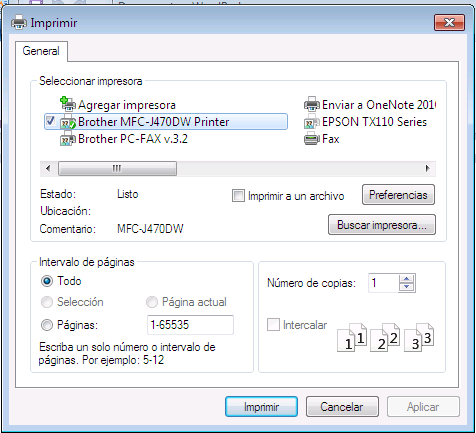 Imprimir
General
Seleccionar impresora
Agregar impresora
Enviar a OneNote 2010
Brother MFC-J470DW Printer
EPSON TX110 Series
Brother PC-FAX v.3.2
Fax
Estado: Listo
Imprimir a un archivo
Preferencias
Ubicación:
Comentario: MFC-J470DW
Buscar impresora...
Intervalo de páginas
Todo
Número de copias: 1
Selección
Página actual
Páginas: 1-65535
Intercalar
1 1 2 2 3 3
Escriba un solo número o intervalo de
páginas. Por ejemplo: 5-12
Imprimir
Cancelar
Aplicar